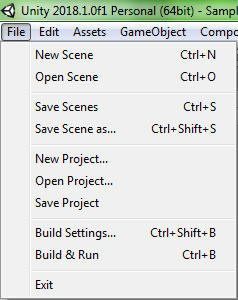 Unity 2018.1.0f1 Personal (64bit) - Sampl
File Edit Assets GameObject Compo
New Scene Ctrl+N
Open Scene Ctrl+O
Save Scenes Ctrl+S
Save Scene as... Ctrl+Shift+S
New Project...
Open Project...
Save Project
Build Settings... Ctrl+Shift+B
Build & Run Ctrl+B
Exit